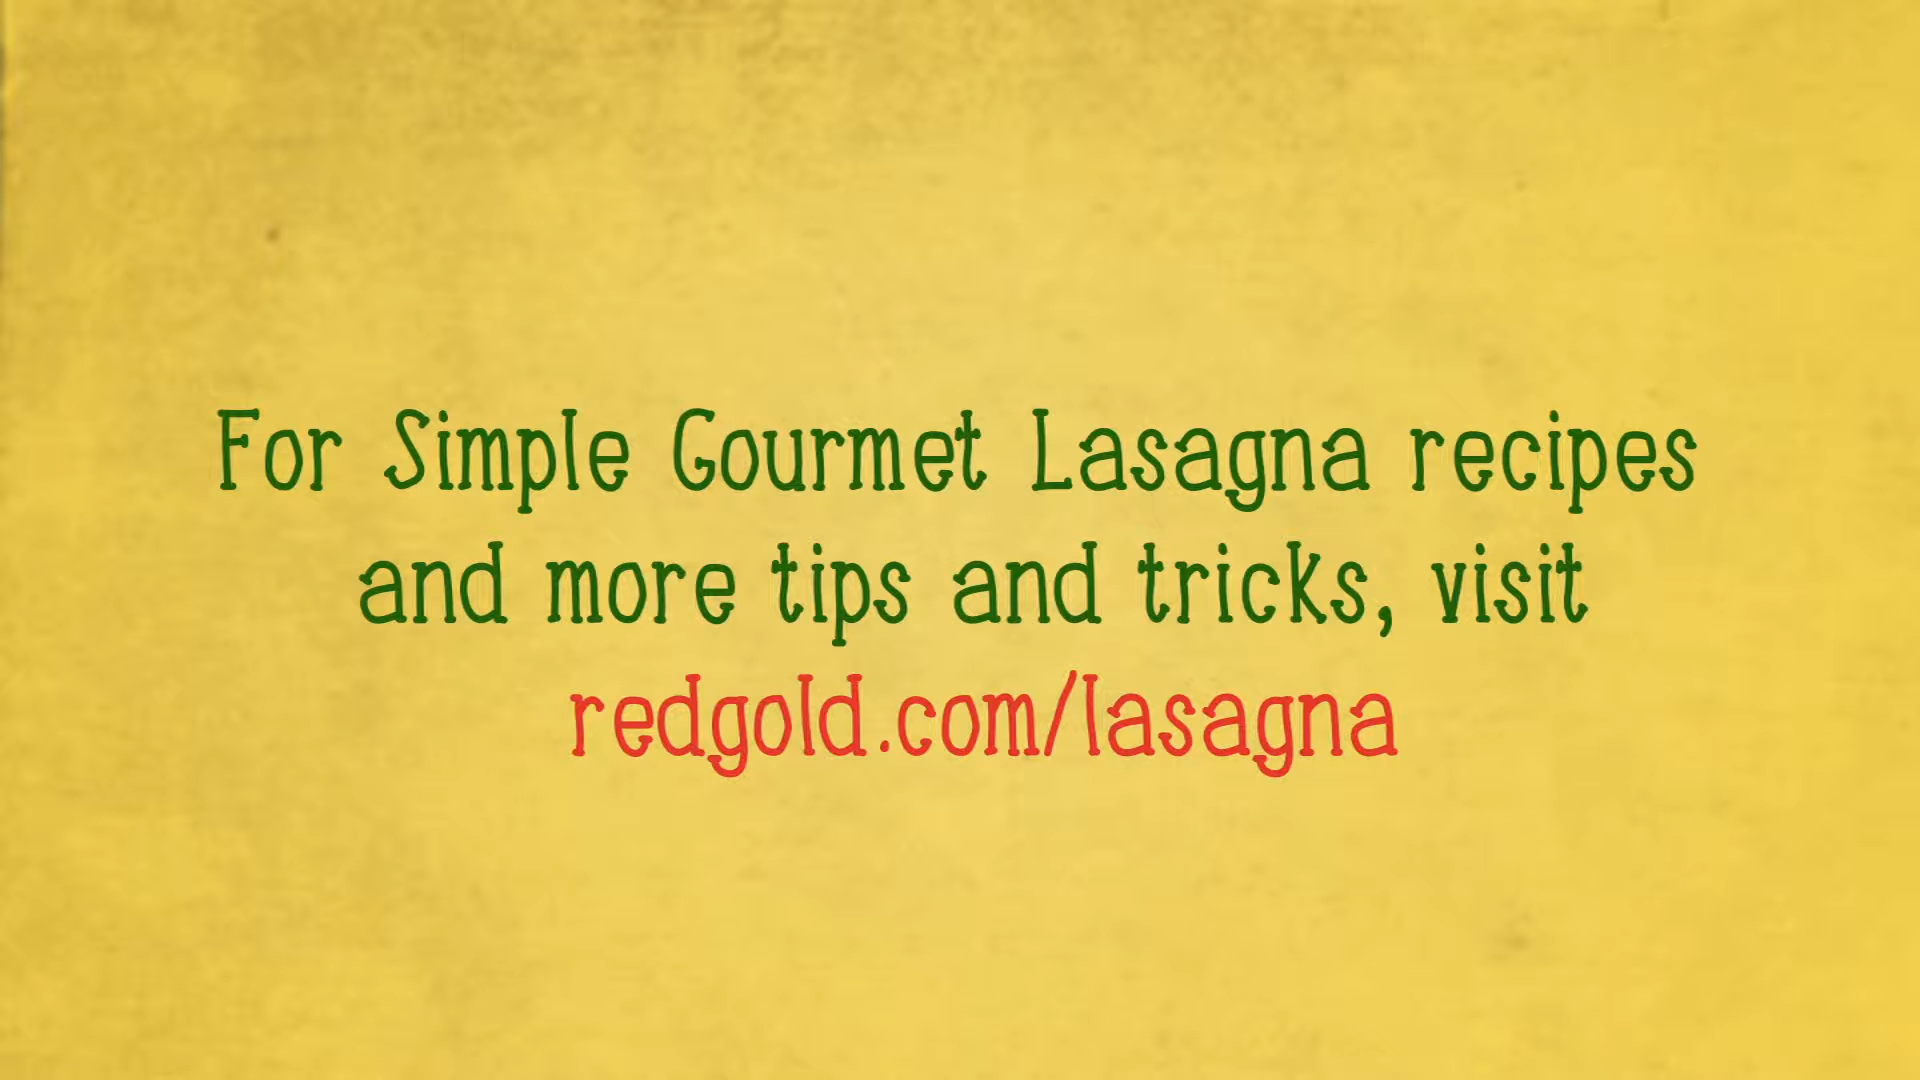 For Simple Gourmet Lasagna recipes
and more tips and tricks, visit
redgold.com/lasagna